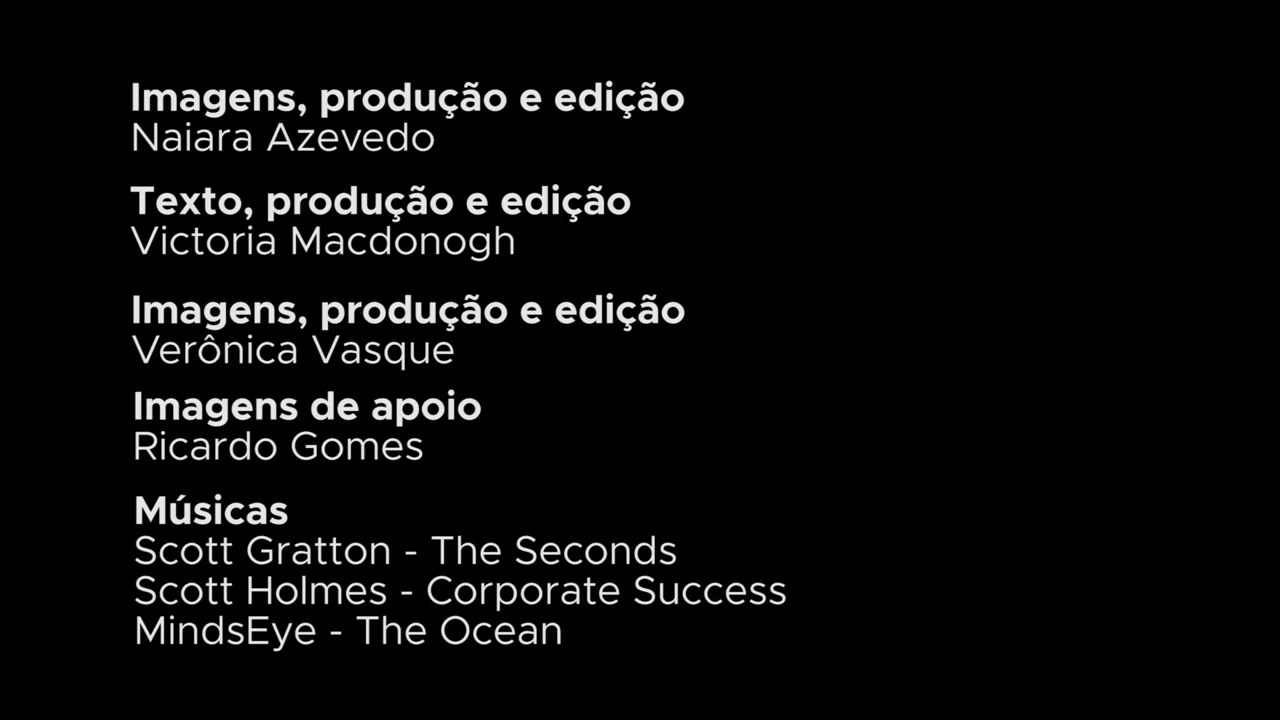 Imagens, produção e edição
Naiara Azevedo
Texto, produção e edição
Victoria Macdonogh
Imagens, produção e edição
Verônica Vasque
Imagens de apoio
Ricardo Gomes
Músicas
Scott Gratton - The Seconds
Scott Holmes - Corporate Success
MindsEye - The Ocean